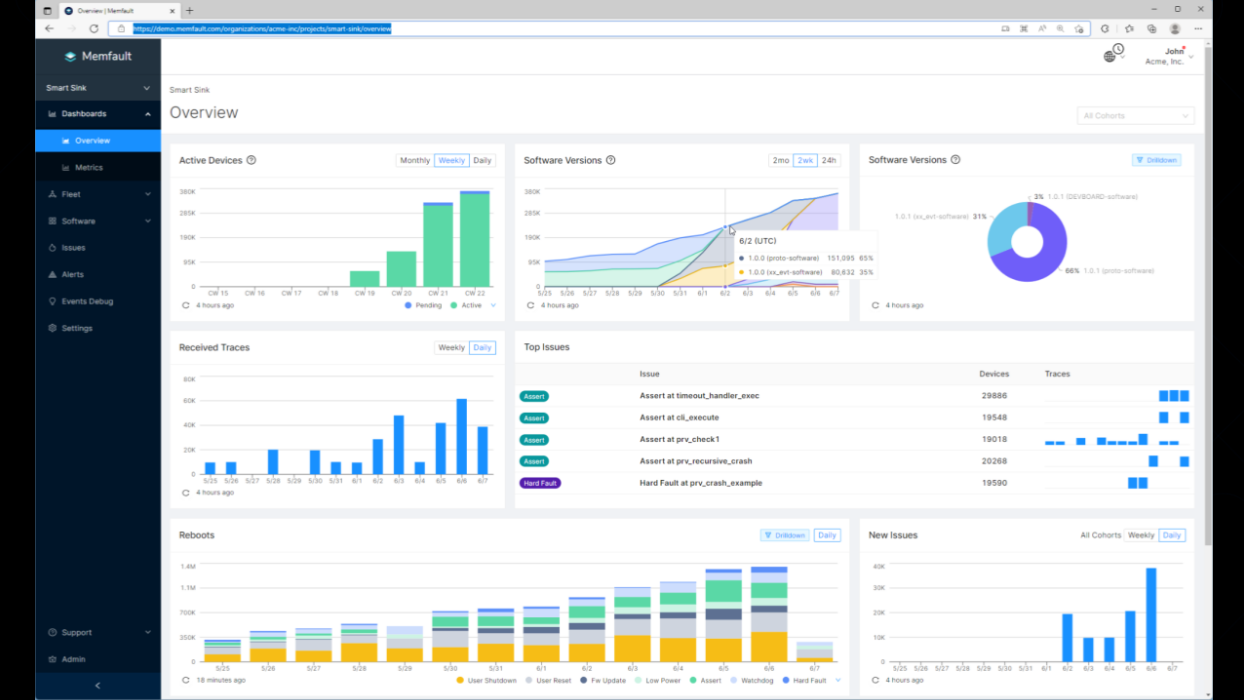 Overview | Memfault
https://demo.memfault.com/organizations/acme-inc/projects/smart-sink/overview
Memfault
John
Acme, Inc.
Smart Sink
Dashboards
Overview
Metrics
Fleet
Software
Issues
Alerts
Events Debug
Settings
Support
Admin
Smart Sink
Overview
All Cohorts
Active Devices
Monthly Weekly Daily
380K
285K
190K
95K
0
CW 15 CW 16 CW 17 CW 18 CW 19 CW 20 CW 21 CW 22
4 hours ago
Pending Active
Software Versions
2mo 2wk 24h
380K
285K
190K
95K
0
6/2 (UTC)
1.0.0 (proto-software) 151,095 65%
1.0.0 (xx_evt-software) 80,632 35%
5/25 5/26 5/27 5/28 5/29 5/30 5/31 6/1 6/2 6/3 6/4 6/5 6/6 6/7
4 hours ago
Software Versions
Drilldown
3% 1.0.1 (DEVBOARD-software)
1.0.1 (xx_evt-software) 31%
66% 1.0.1 (proto-software)
4 hours ago
Received Traces
Weekly Daily
80K
60K
40K
20K
0
5/25 5/26 5/27 5/28 5/29 5/30 5/31 6/1 6/2 6/3 6/4 6/5 6/6 6/7
4 hours ago
Top Issues
Issue Devices Traces
Assert Assert at timeout_handler_exec 29886
Assert Assert at cli_execute 19548
Assert Assert at prv_check1 19018
Assert Assert at prv_recursive_crash 20268
Hard Fault Hard Fault at prv_crash_example 19590
Reboots
Drilldown Daily
1.4M
1.1M
700K
350K
0
5/25 5/26 5/27 5/28 5/29 5/30 5/31 6/1 6/2 6/3 6/4 6/5 6/6 6/7
18 minutes ago
User Shutdown User Reset Fw Update Low Power Assert Watchdog Hard Fault
New Issues
All Cohorts Weekly Daily
40K
30K
20K
10K
0
5/25 5/26 5/27 5/28 5/29 5/30 5/31 6/1 6/2 6/3 6/4 6/5 6/6 6/7
4 hours ago